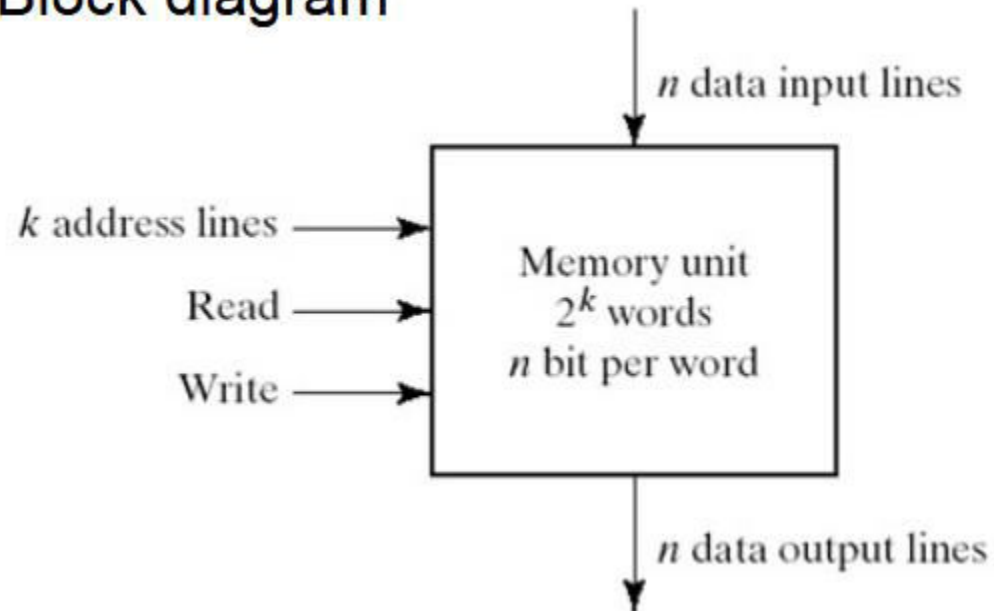 Block diagram
n data input lines
k address lines
Read
Write
Memory unit
2^k words
n bit per word
n data output lines